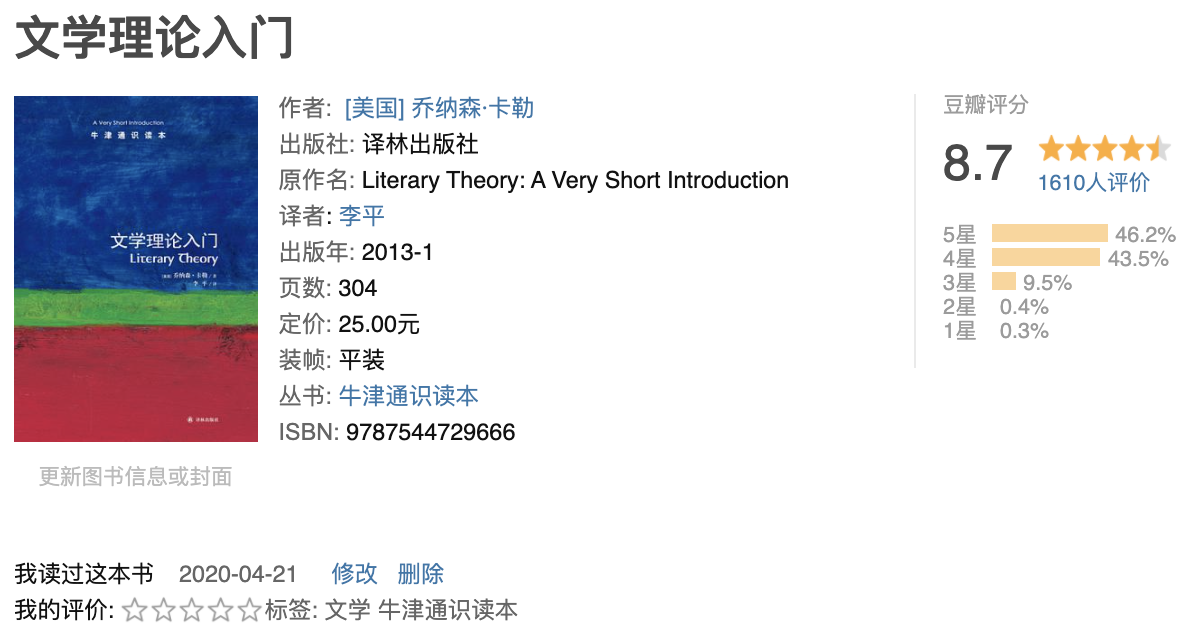 文学理论入门
A Very Short Introduction
牛津通识读本
文学理论入门
Literary Theory
[美国] 乔纳森·卡勒 / 著
李 平 / 译
译林出版社
更新图书信息或封面
作者: [美国] 乔纳森·卡勒
出版社: 译林出版社
原作名: Literary Theory: A Very Short Introduction
译者: 李平
出版年: 2013-1
页数: 304
定价: 25.00元
装帧: 平装
丛书: 牛津通识读本
ISBN: 9787544729666
豆瓣评分
8.7
1610人评价
5星 46.2%
4星 43.5%
3星 9.5%
2星 0.4%
1星 0.3%
我读过这本书 2020-04-21 修改 删除
我的评价: 标签: 文学 牛津通识读本